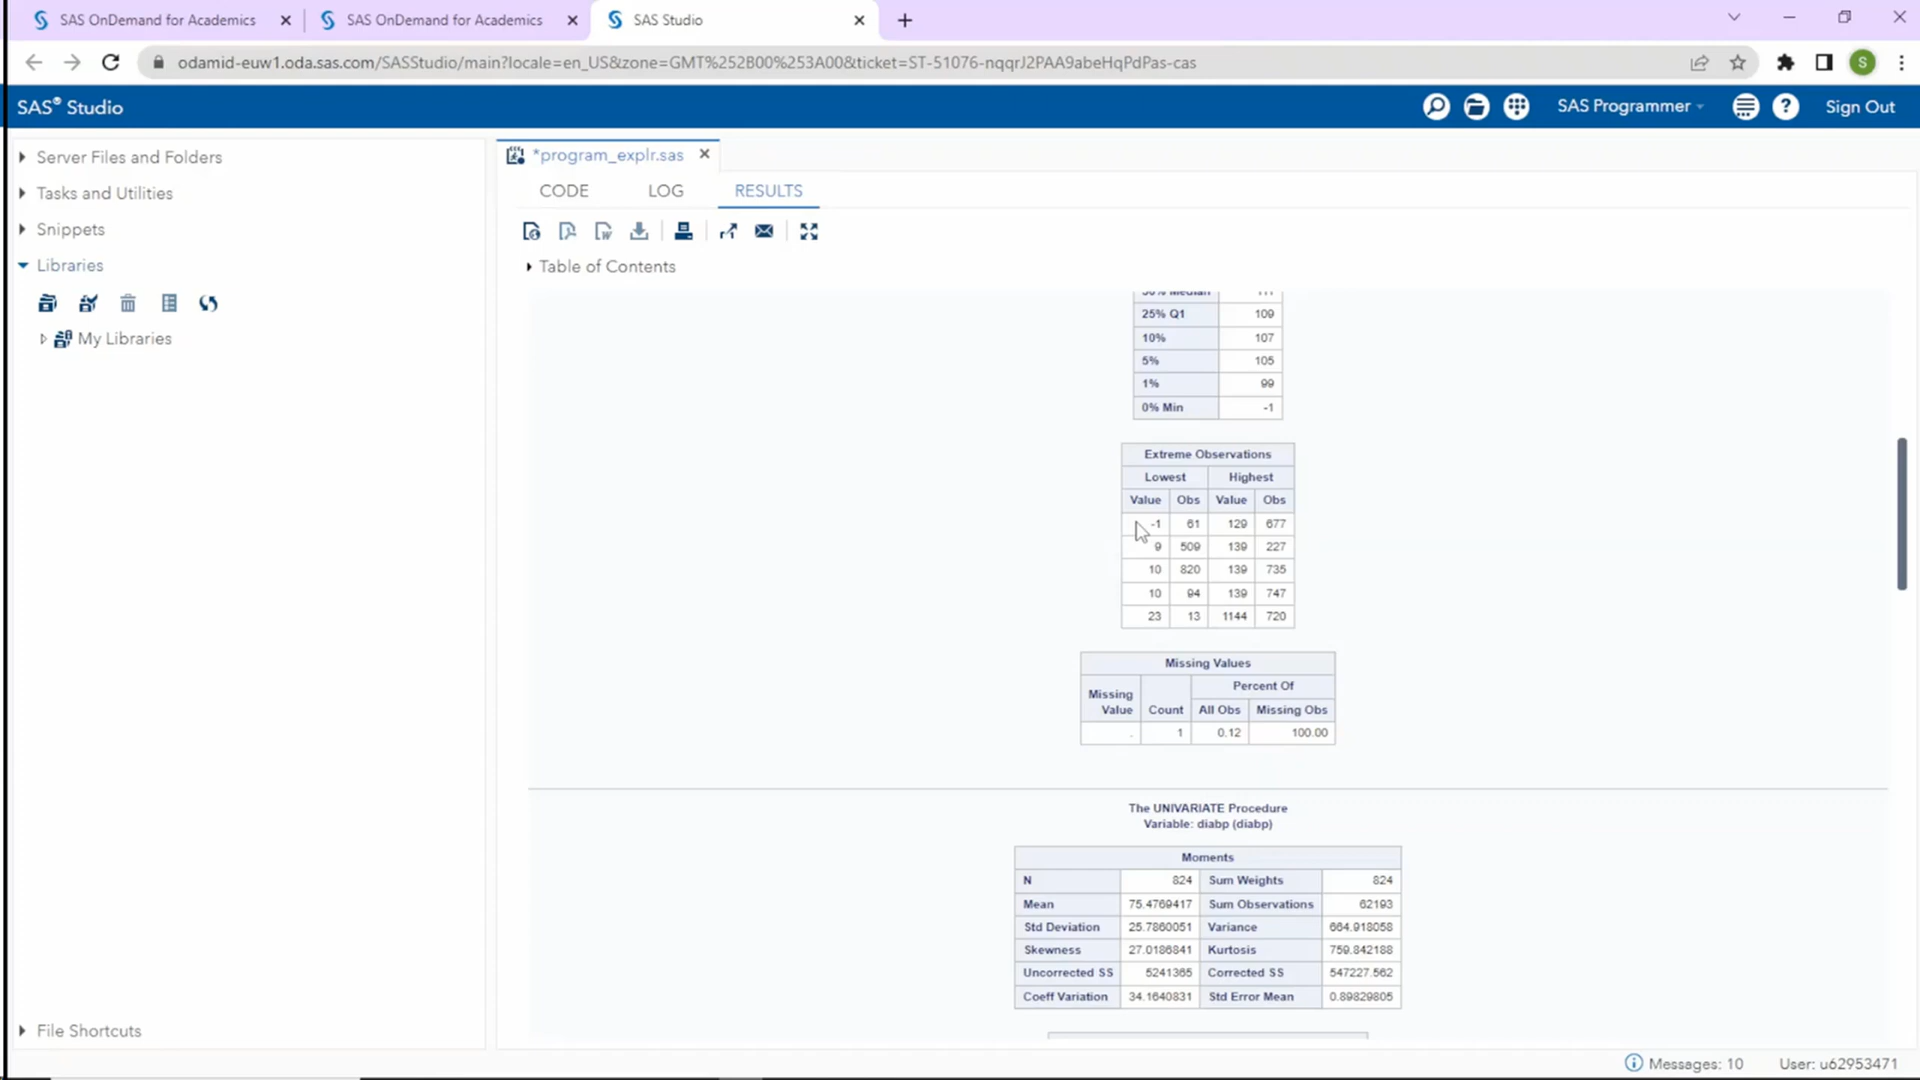 SAS OnDemand for Academics
SAS OnDemand for Academics
SAS Studio
odamid-euw1.oda.sas.com/SASStudio/main?locale=en_US&zone=GMT%252B00%253A00&ticket=ST-51076-nqqrJ2PAA9abeHqPdPas-cas
S
SAS® Studio
SAS Programmer
Sign Out
Server Files and Folders
Tasks and Utilities
Snippets
Libraries
My Libraries
File Shortcuts
*program_explr.sas
CODE LOG RESULTS
Table of Contents
50% Median 111
25% Q1 109
10% 107
5% 105
1% 99
0% Min -1
Extreme Observations
Lowest Highest
Value Obs Value Obs
-1 61 129 677
9 509 139 227
10 820 139 735
10 94 139 747
23 13 1144 720
Missing Values
Missing Value Count Percent Of
All Obs Missing Obs
. 1 0.12 100.00
The UNIVARIATE Procedure
Variable: diabp (diabp)
Moments
N 824 Sum Weights 824
Mean 75.4769417 Sum Observations 62193
Std Deviation 25.7860051 Variance 664.918058
Skewness 27.0186841 Kurtosis 759.842188
Uncorrected SS 5241365 Corrected SS 547227.562
Coeff Variation 34.1640831 Std Error Mean 0.89829805
Messages: 10 User: u62953471